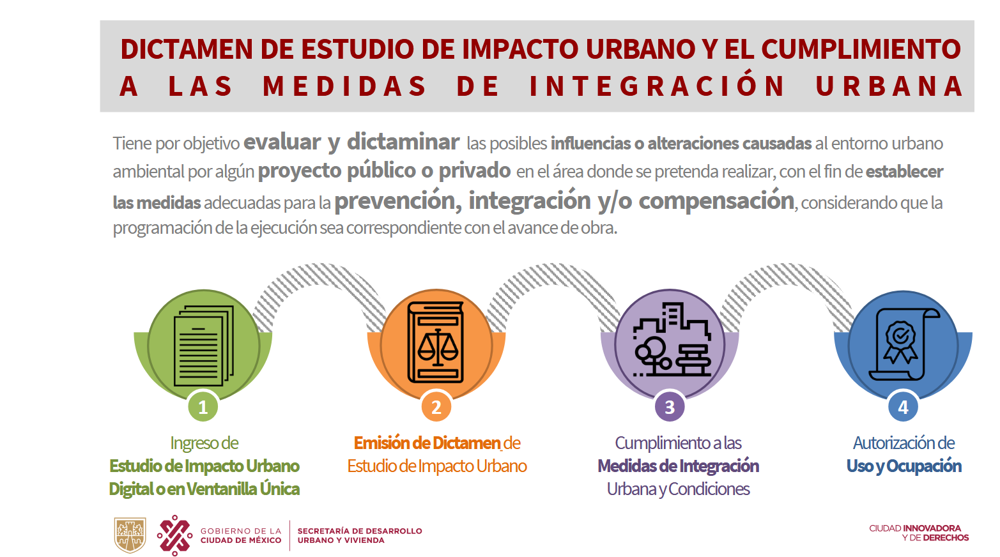 DICTAMEN DE ESTUDIO DE IMPACTO URBANO Y EL CUMPLIMIENTO
A LAS MEDIDAS DE INTEGRACIÓN URBANA
Tiene por objetivo evaluar y dictaminar las posibles influencias o alteraciones causadas al entorno urbano
ambiental por algún proyecto público o privado en el área donde se pretenda realizar, con el fin de establecer
las medidas adecuadas para la prevención, integración y/o compensación, considerando que la
programación de la ejecución sea correspondiente con el avance de obra.
1
Ingreso de
Estudio de Impacto Urbano
Digital o en Ventanilla Única
2
Emisión de Dictamen de
Estudio de Impacto Urbano
3
Cumplimiento a las
Medidas de Integración
Urbana y Condiciones
4
Autorización de
Uso y Ocupación
GOBIERNO DE LA
CIUDAD DE MÉXICO
SECRETARÍA DE DESARROLLO
URBANO Y VIVIENDA
CIUDAD INNOVADORA
Y DE DERECHOS